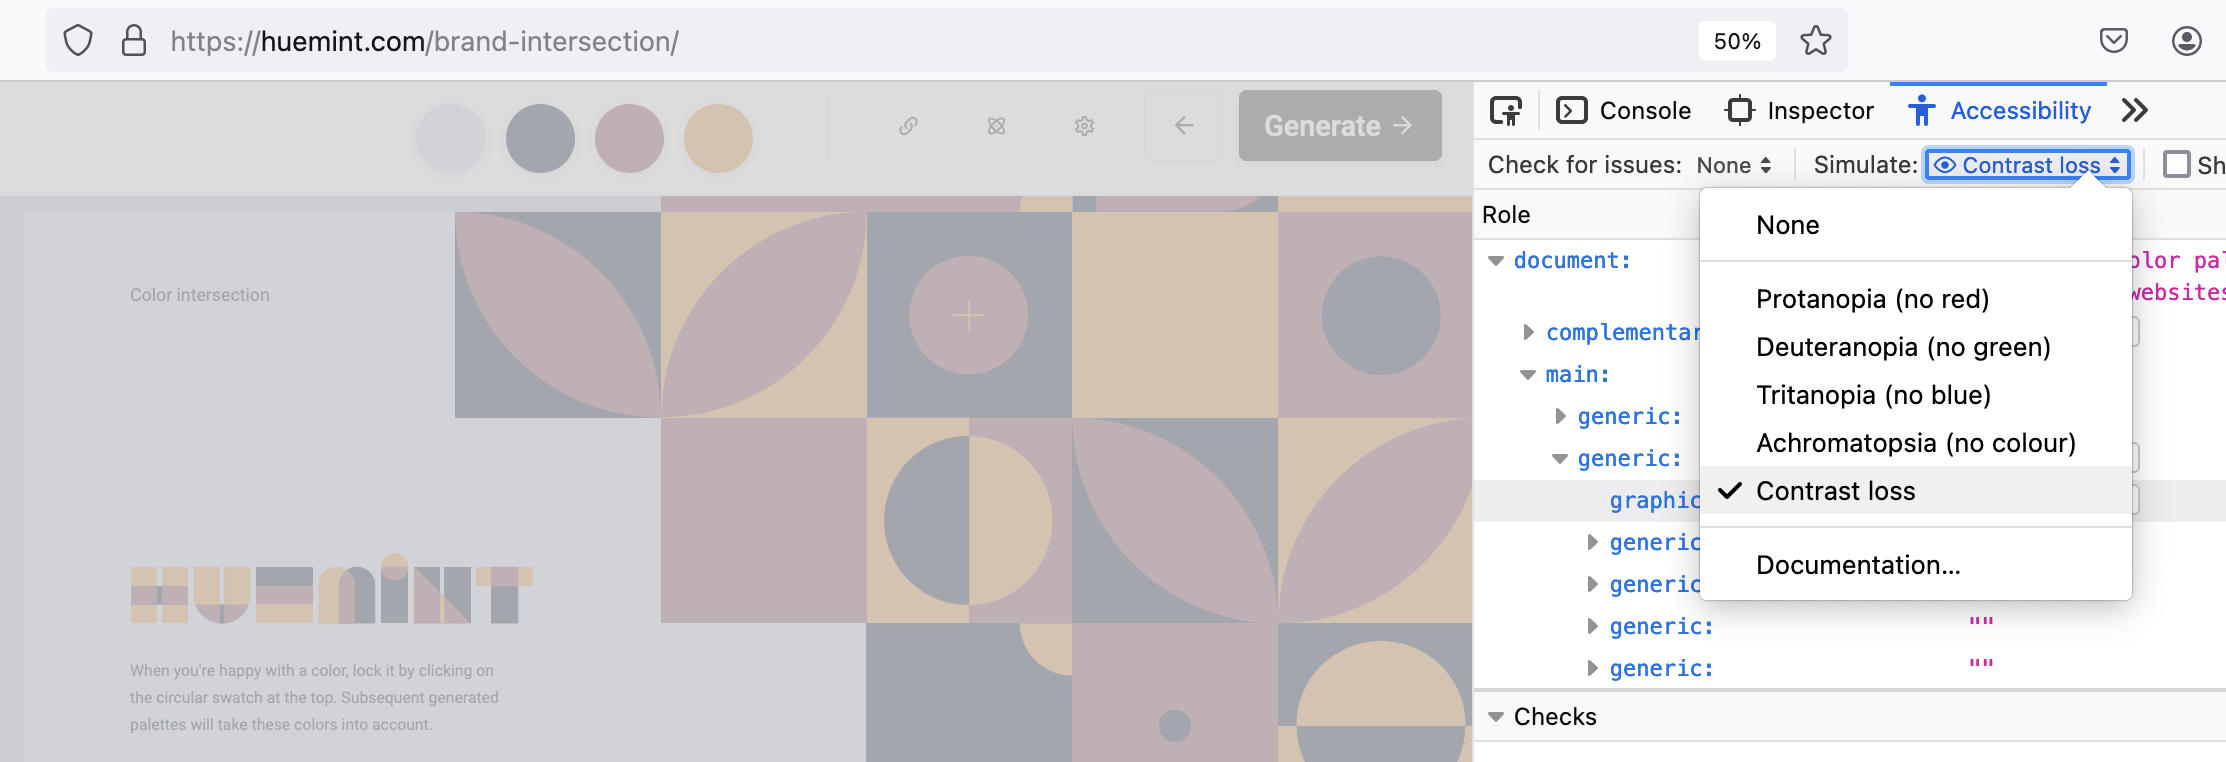 https://huemint.com/brand-intersection/
50%
Generate
Console
Inspector
Accessibility
Check for issues: None
Simulate: Contrast loss
Sh
Role
None
Protanopia (no red)
Deuteranopia (no green)
Tritanopia (no blue)
Achromatopsia (no colour)
Contrast loss
Documentation...
document:
olor pal
websites
complementar
main:
generic:
generic:
graphic
generic
generic
generic: ""
generic: ""
Checks
Color intersection
HUEMINT
When you're happy with a color, lock it by clicking on
the circular swatch at the top. Subsequent generated
palettes will take these colors into account.